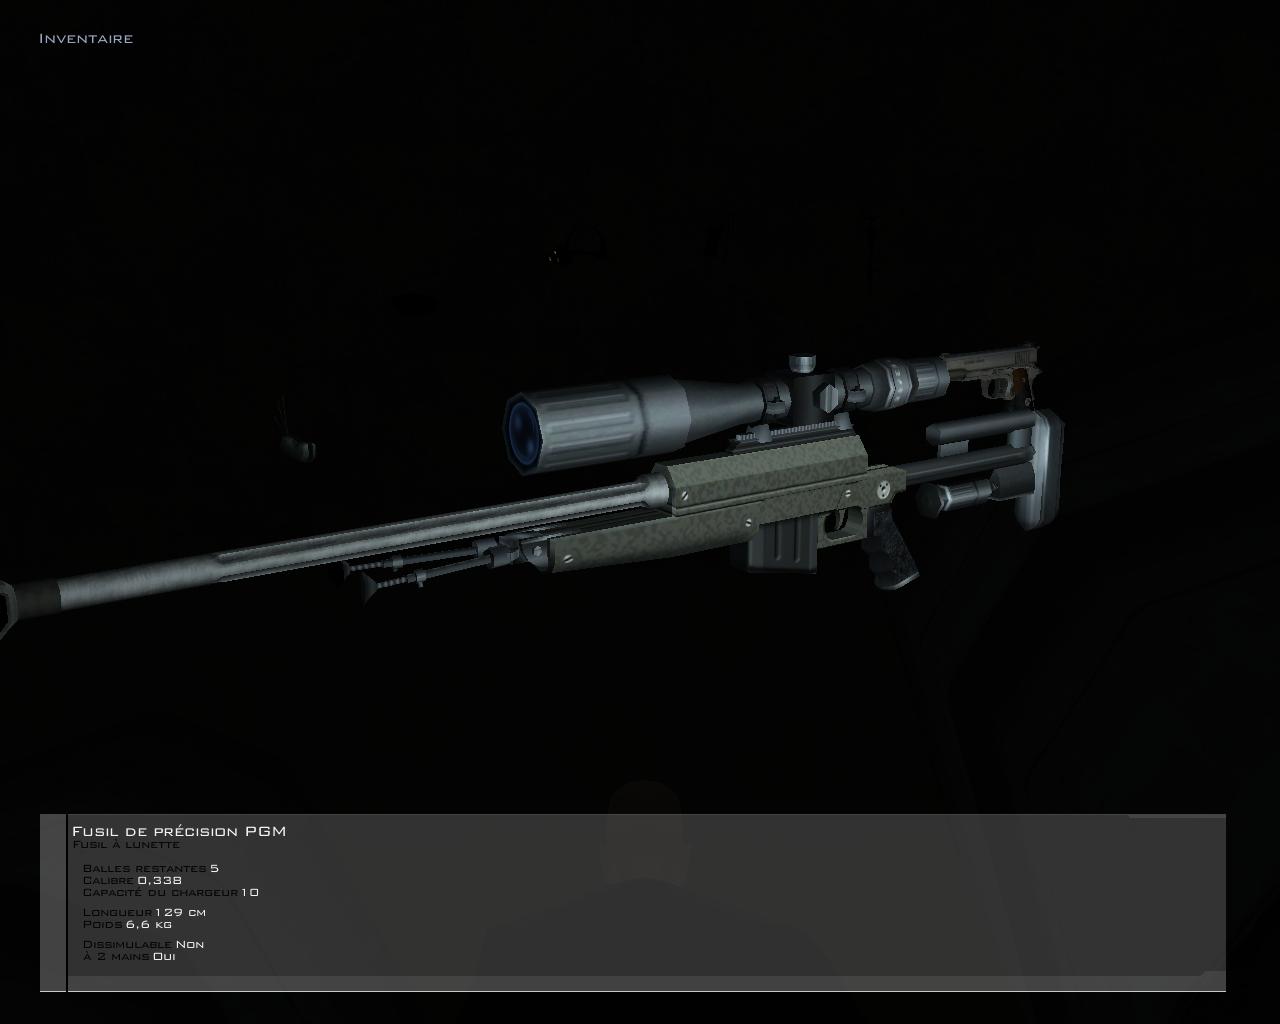 Inventaire
Fusil de précision PGM
Fusil à lunette
Balles restantes 5
Calibre 0,338
Capacité du chargeur 10
Longueur 129 cm
Poids 6,6 kg
Dissimulable Non
À 2 mains Oui